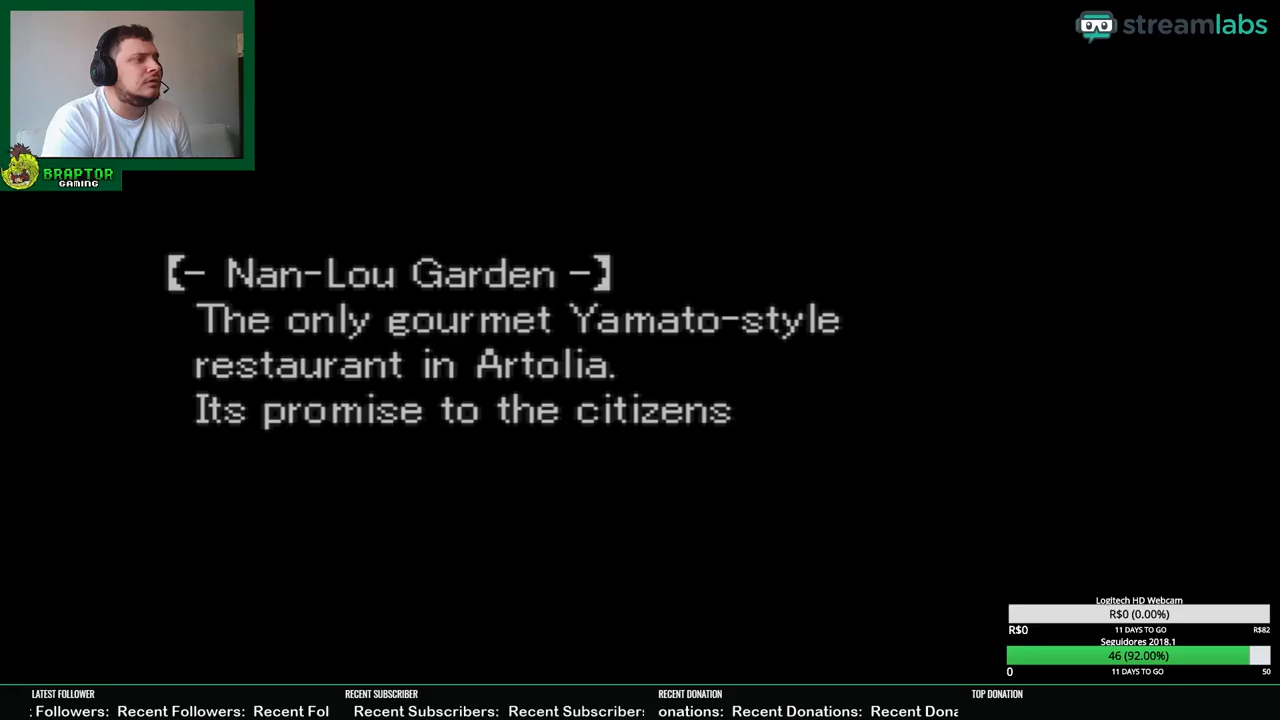 streamlabs
BRAPTOR
GAMING
【- Nan-Lou Garden -】
The only gourmet Yamato-style
restaurant in Artolia.
Its promise to the citizens
Logitech HD Webcam
R$0 (0.00%)
R$0 11 DAYS TO GO R$82
Seguidores 2018.1
46 (92.00%)
0 11 DAYS TO GO 50
LATEST FOLLOWER RECENT SUBSCRIBER RECENT DONATION TOP DONATION
: Followers: Recent Followers: Recent Fol Recent Subscribers: Recent Subscriber: onations: Recent Donations: Recent Dona